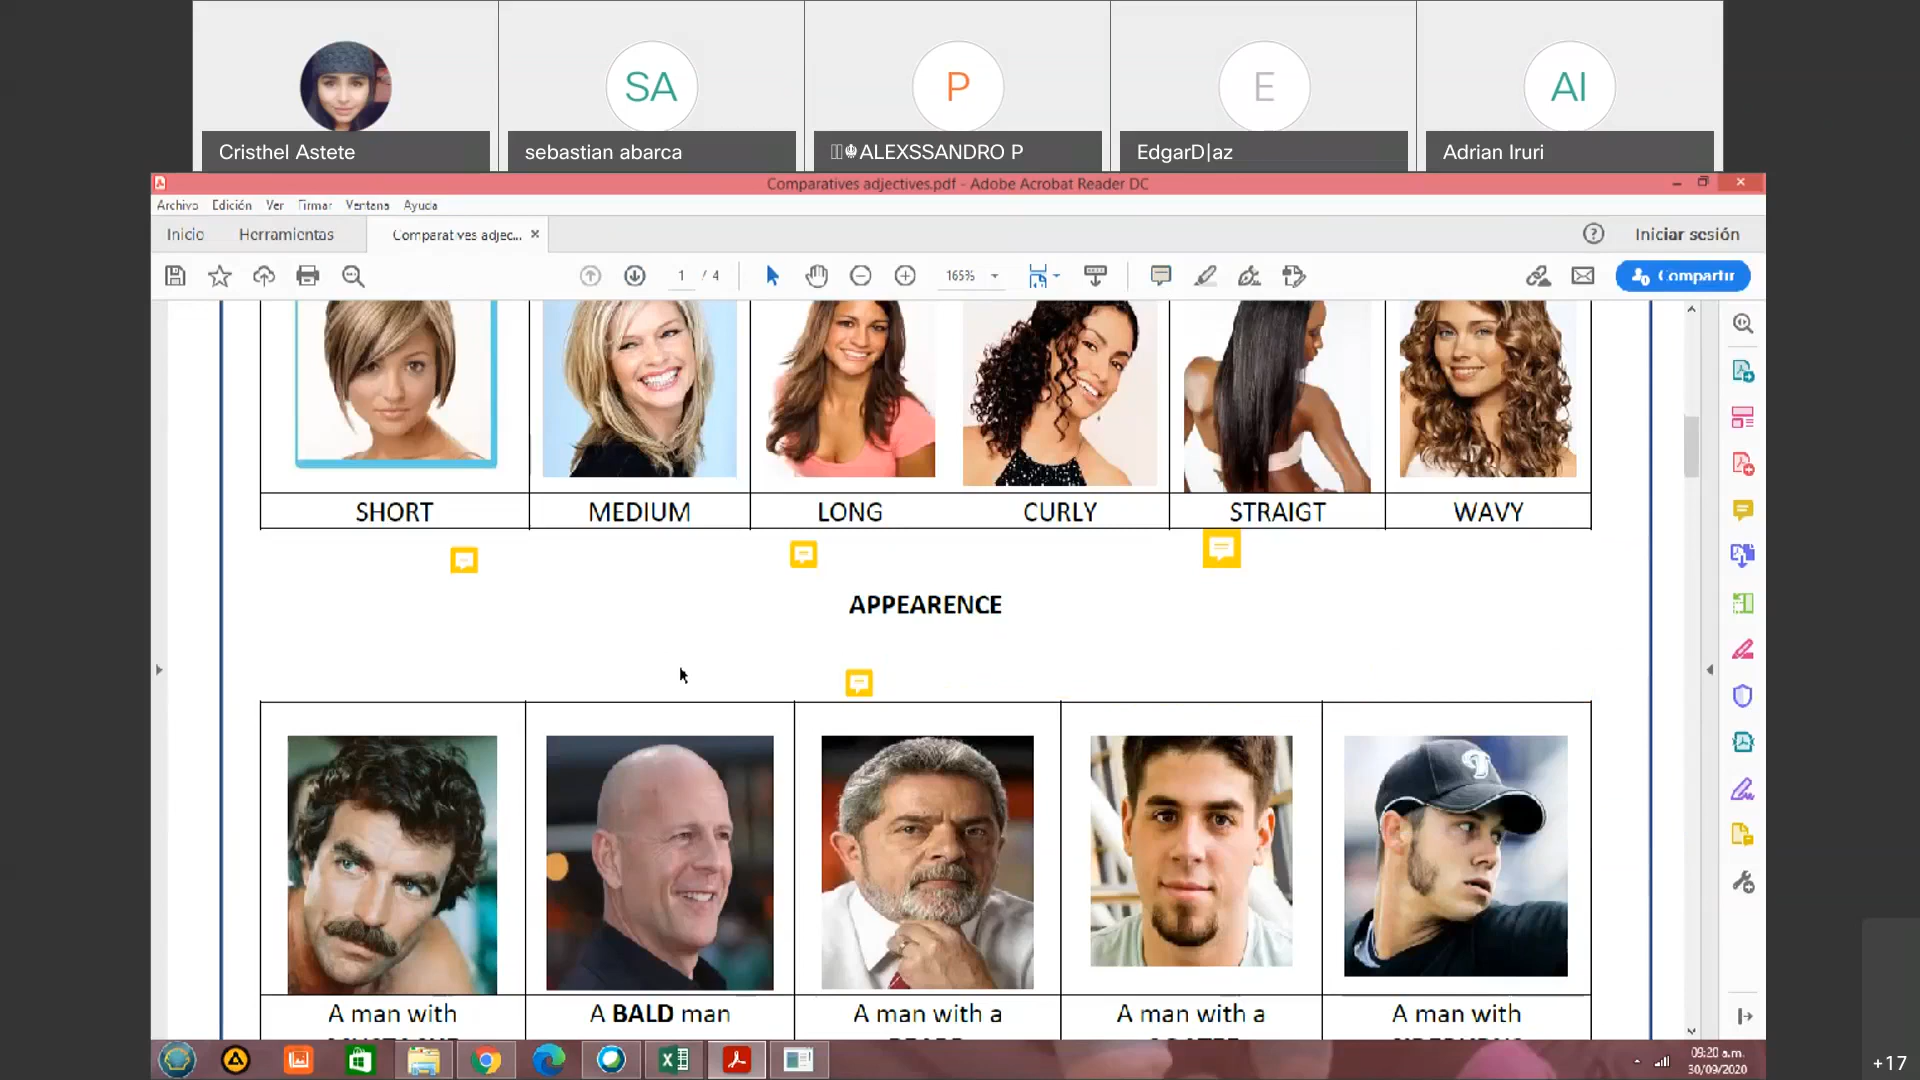 SA
P
E
AI
Cristhel Astete
sebastian abarca
ALEXSSANDRO P
EdgarD|az
Adrian Iruri
Comparatives adjectives.pdf - Adobe Acrobat Reader DC
Archivo Edición Ver Firmar Ventana Ayuda
Inicio Herramientas Comparatives adjec... Iniciar sesión
1 / 4 165% Compartir
SHORT MEDIUM LONG CURLY STRAIGT WAVY
APPEARENCE
A man with
A BALD man
A man with a
A man with a
A man with
09:20 a.m.
30/09/2020
+17